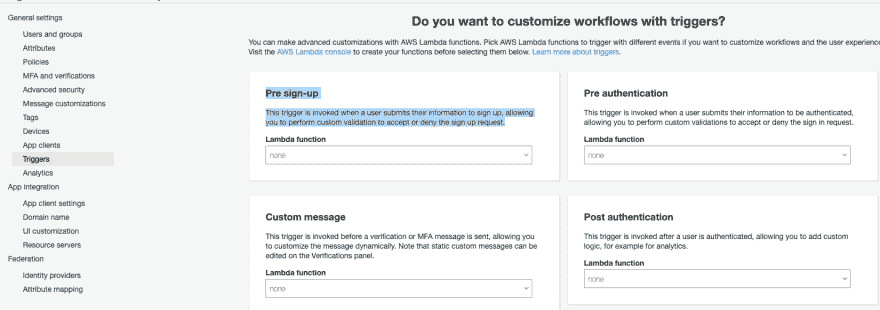 General settings
Users and groups
Attributes
Policies
MFA and verifications
Advanced security
Message customizations
Tags
Devices
App clients
Triggers
Analytics
App integration
App client settings
Domain name
UI customization
Resource servers
Federation
Identity providers
Attribute mapping
Do you want to customize workflows with triggers?
You can make advanced customizations with AWS Lambda functions. Pick AWS Lambda functions to trigger with different events if you want to customize workflows and the user experience
Visit the AWS Lambda console to create your functions before selecting them below. Learn more about triggers.
Pre sign-up
This trigger is invoked when a user submits their information to sign up, allowing
you to perform custom validation to accept or deny the sign up request.
Lambda function
none
Pre authentication
This trigger is invoked when a user submits their information to be authenticated,
allowing you to perform custom validations to accept or deny the sign in request.
Lambda function
none
Custom message
This trigger is invoked before a verification or MFA message is sent, allowing you
to customize the message dynamically. Note that static custom messages can be
edited on the Verifications panel.
Lambda function
none
Post authentication
This trigger is invoked after a user is authenticated, allowing you to add custom
logic, for example for analytics.
Lambda function
none